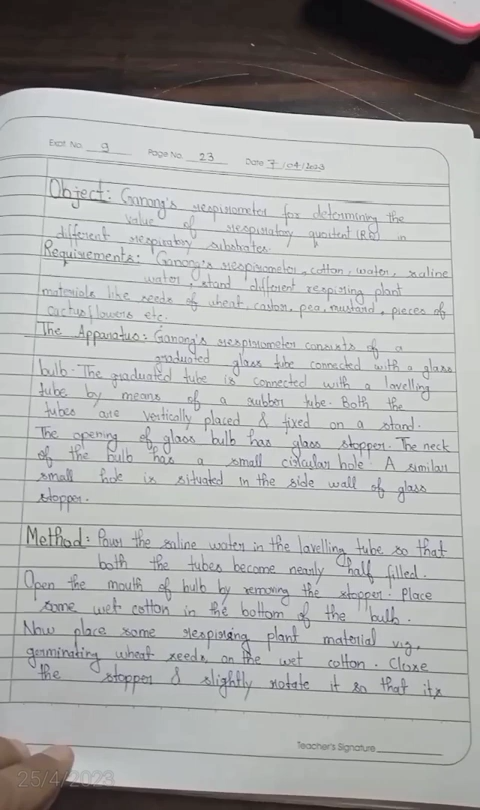 Expt. No. 9 Page No. 23 Date 7/04/2023
Object: Ganong's respirometer for determining the
value of respiratory quotient (RQ) in
different respiratory substrates.
Requirements: Ganong's respirometer, cotton, water, saline
water, stand, different respiring plant
materials like seeds of wheat, castor, pea, mustard, pieces of
cactus flowers etc.
The Apparatus: Ganong's respirometer consists of a
graduated glass tube connected with a glass
bulb. The graduated tube is connected with a lavelling
tube by means of a rubber tube. Both the
tubes are vertically placed & fixed on a stand.
The opening of glass bulb has glass stopper. The neck
of the bulb has a small circular hole. A similar
small hole is situated in the side wall of glass
stopper.
Method: Pour the saline water in the lavelling tube so that
both the tubes become nearly half filled.
Open the mouth of bulb by removing the stopper. Place
some wet cotton in the bottom of the bulb.
Now place some respiring plant material viz,
germinating wheat seeds on the wet cotton. Close
the stopper & slightly rotate it so that its
Teacher's Signature
25/4/2023